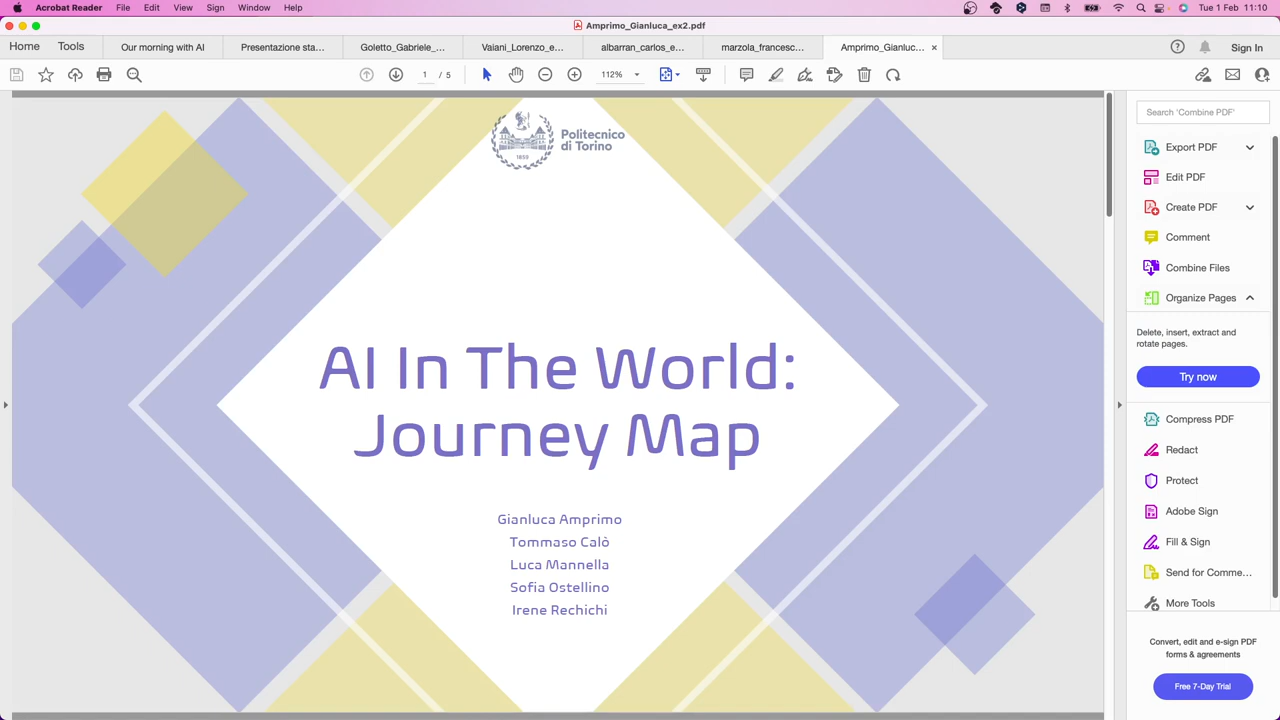 Acrobat Reader File Edit View Sign Window Help Tue 1 Feb 11:10
Amprimo_Gianluca_ex2.pdf
Home Tools Our morning with AI Presentazione sta... Goletto_Gabriele_... Vaiani_Lorenzo_e... albarran_carlos_e... marzola_francesc... Amprimo_Gianluc... × Sign In
1 / 5 112%
Search 'Combine PDF'
Export PDF
Edit PDF
Create PDF
Comment
Combine Files
Organize Pages
Delete, insert, extract and
rotate pages.
Try now
Compress PDF
Redact
Protect
Adobe Sign
Fill & Sign
Send for Comme...
More Tools
Convert, edit and e-sign PDF
forms & agreements
Free 7-Day Trial
1859
Politecnico
di Torino
AI In The World:
Journey Map
Gianluca Amprimo
Tommaso Calò
Luca Mannella
Sofia Ostellino
Irene Rechichi